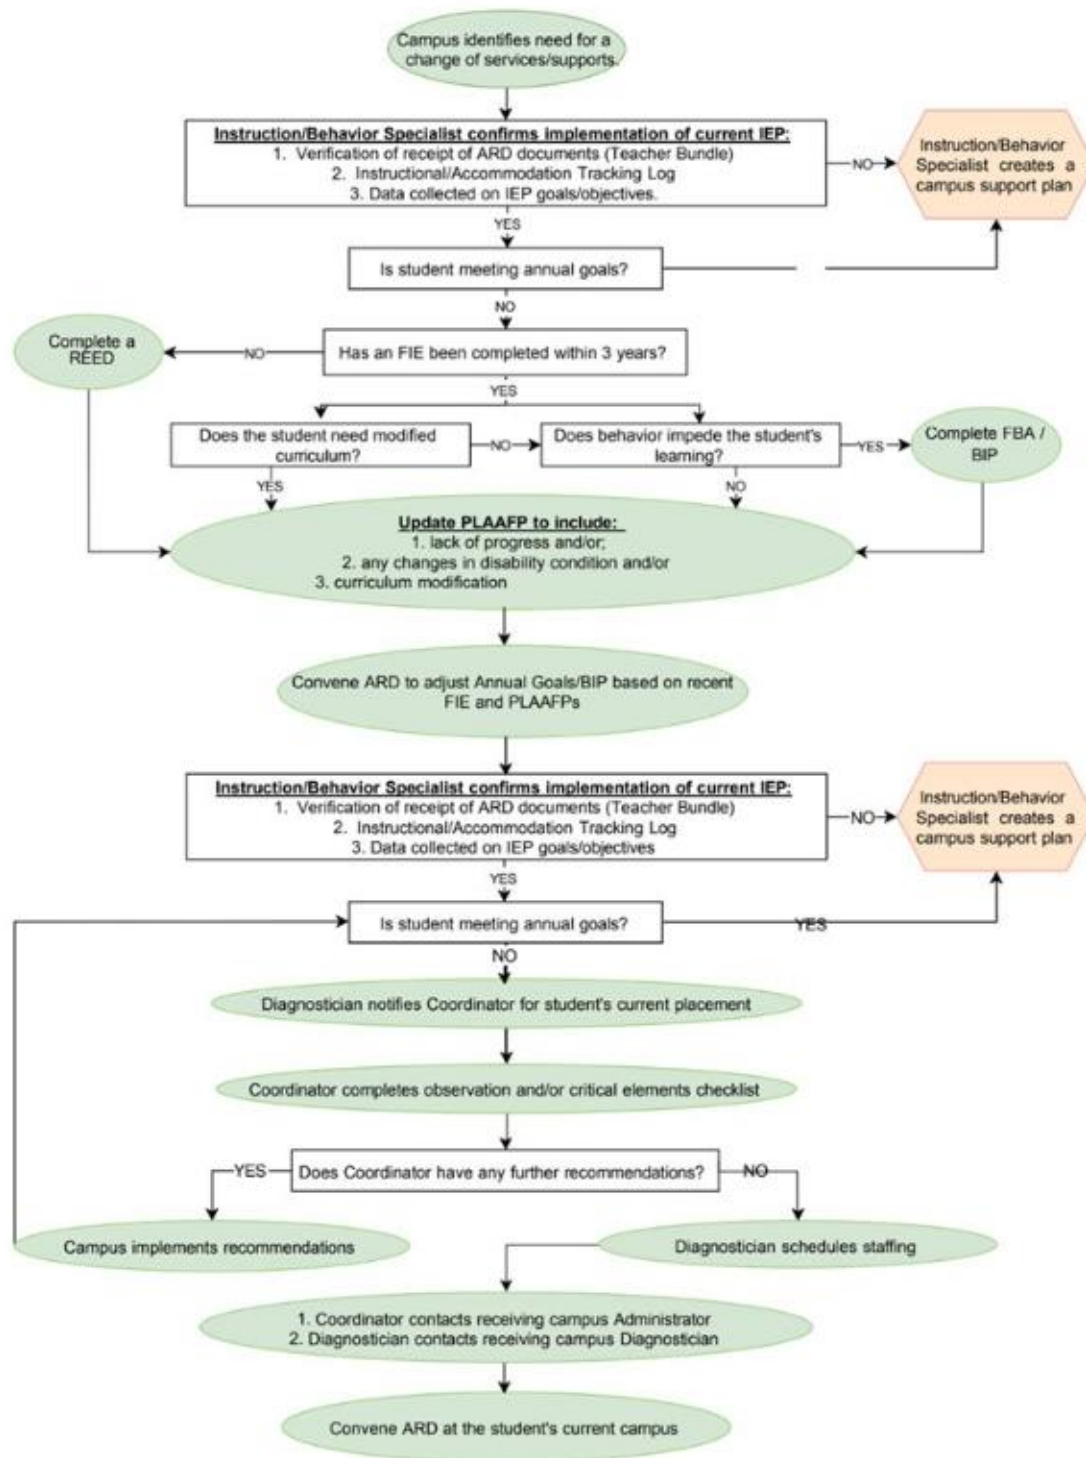 Campus identifies need for a
change of services/supports.
Instruction/Behavior Specialist confirms implementation of current IEP:
1. Verification of receipt of ARD documents (Teacher Bundle)
2. Instructional/Accommodation Tracking Log
3. Data collected on IEP goals/objectives.
NO
Instruction/Behavior
Specialist creates a
campus support plan
YES
Is student meeting annual goals?
NO
Complete a
REED
NO
Has an FIE been completed within 3 years?
YES
Does the student need modified
curriculum?
NO
Does behavior impede the student's
learning?
YES
Complete FBA /
BIP
YES
NO
Update PLAAFP to include:
1. lack of progress and/or;
2. any changes in disability condition and/or
3. curriculum modification
Convene ARD to adjust Annual Goals/BIP based on recent
FIE and PLAAFPs
Instruction/Behavior Specialist confirms implementation of current IEP:
1. Verification of receipt of ARD documents (Teacher Bundle)
2. Instructional/Accommodation Tracking Log
3. Data collected on IEP goals/objectives
NO
Instruction/Behavior
Specialist creates a
campus support plan
YES
Is student meeting annual goals?
YES
NO
Diagnostician notifies Coordinator for student's current placement
Coordinator completes observation and/or critical elements checklist
YES
Does Coordinator have any further recommendations?
NO
Campus implements recommendations
Diagnostician schedules staffing
1. Coordinator contacts receiving campus Administrator
2. Diagnostician contacts receiving campus Diagnostician
Convene ARD at the student's current campus